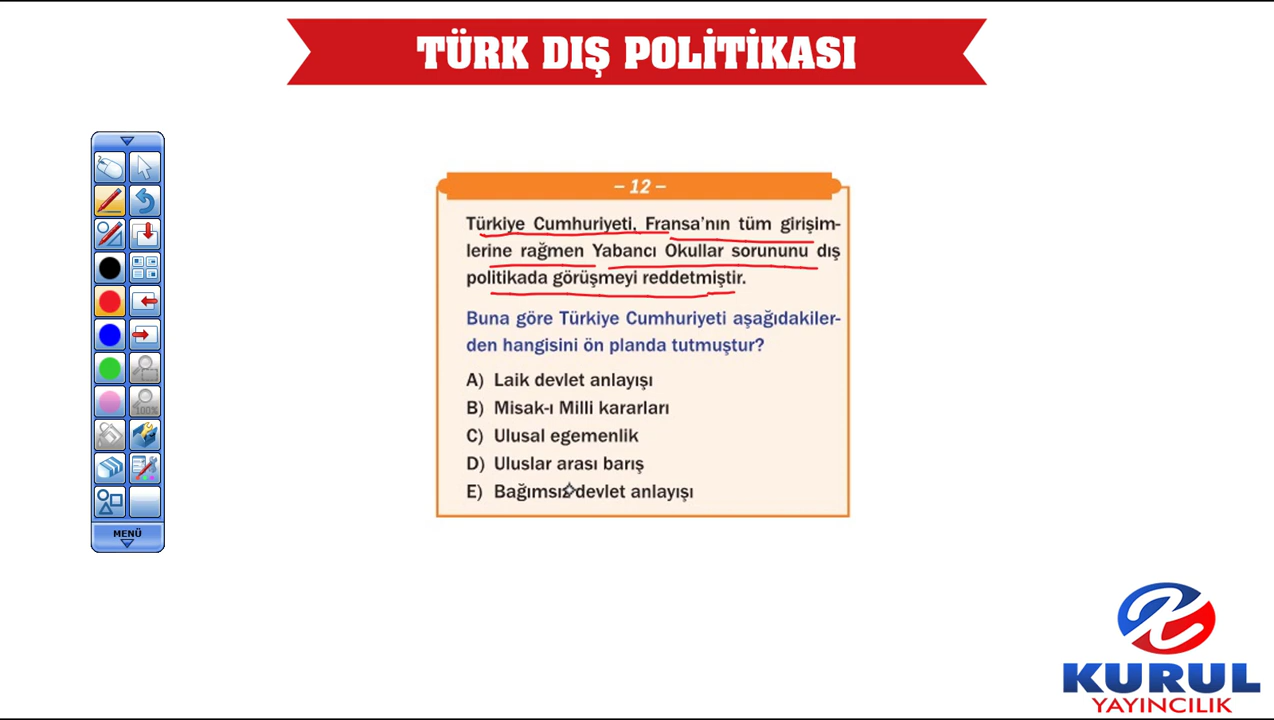 TÜRK DIŞ POLİTİKASI
– 12 –
Türkiye Cumhuriyeti, Fransa’nın tüm girişim-
lerine rağmen Yabancı Okullar sorununu dış
politikada görüşmeyi reddetmiştir.
Buna göre Türkiye Cumhuriyeti aşağıdakiler-
den hangisini ön planda tutmuştur?
A) Laik devlet anlayışı
B) Misak-ı Milli kararları
C) Ulusal egemenlik
D) Uluslar arası barış
E) Bağımsız devlet anlayışı
100%
MENÜ
KURUL
YAYINCILIK